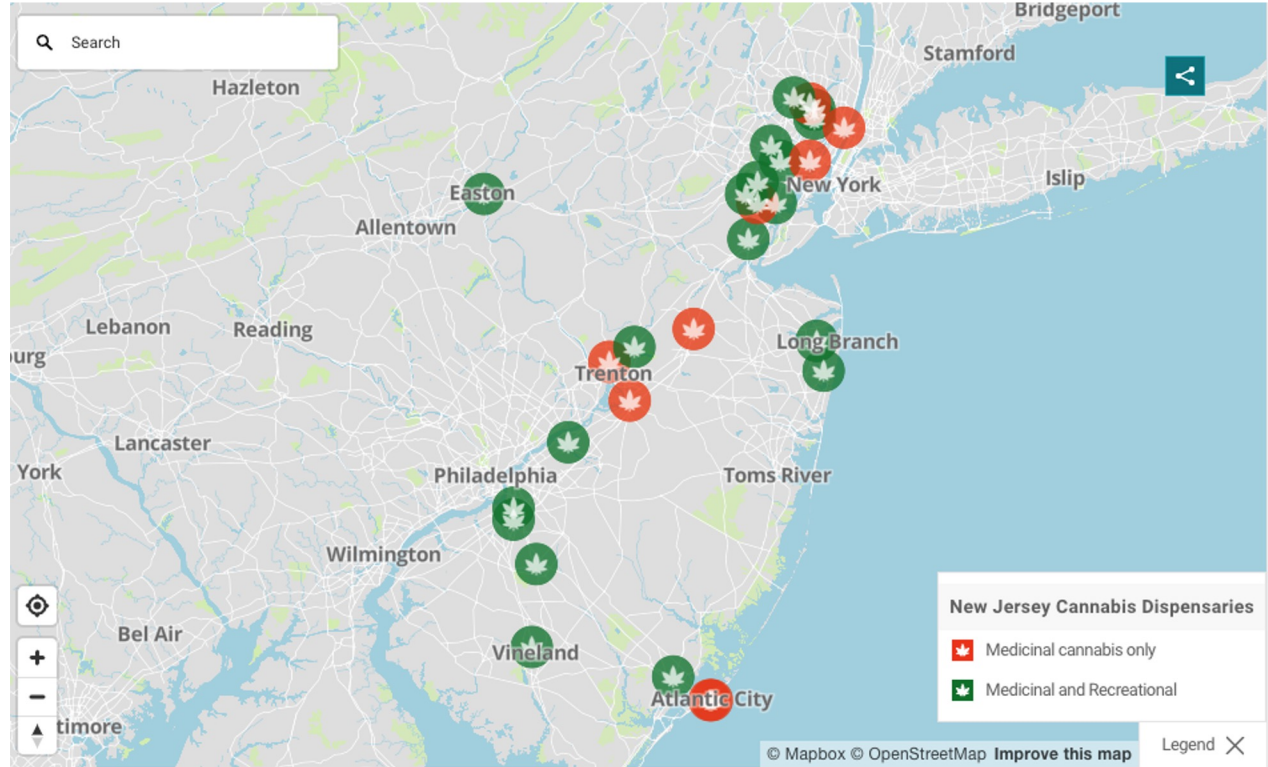 Search
Bridgeport
Stamford
Hazleton
New York
Islip
Easton
Allentown
Lebanon
Reading
Long Branch
burg
Trenton
Lancaster
York
Philadelphia
Toms River
Wilmington
Bel Air
Vineland
Atlantic City
timore
New Jersey Cannabis Dispensaries
Medicinal cannabis only
Medicinal and Recreational
Legend
© Mapbox © OpenStreetMap Improve this map